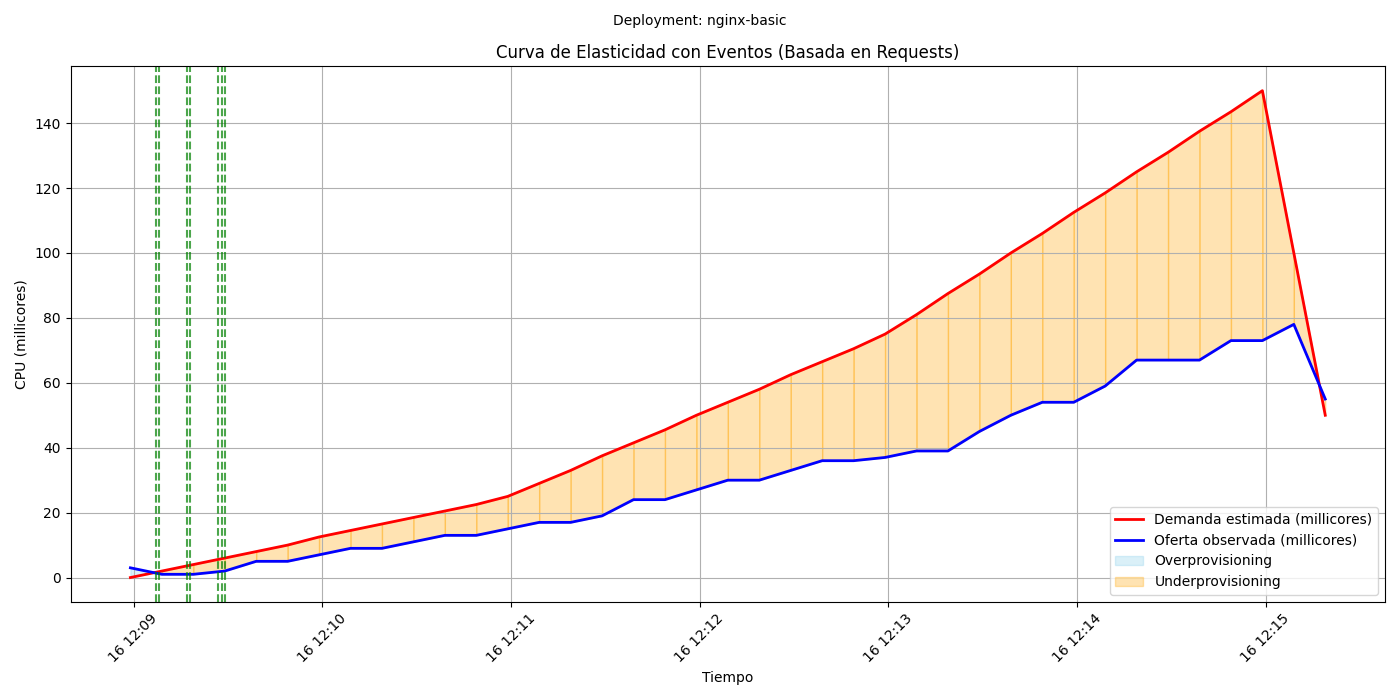 Deployment: nginx-basic
Curva de Elasticidad con Eventos (Basada en Requests)
CPU (millicores)
140
120
100
80
60
40
20
0
16 12:09
16 12:10
16 12:11
16 12:12
16 12:13
16 12:14
16 12:15
Tiempo
Demanda estimada (millicores)
Oferta observada (millicores)
Overprovisioning
Underprovisioning